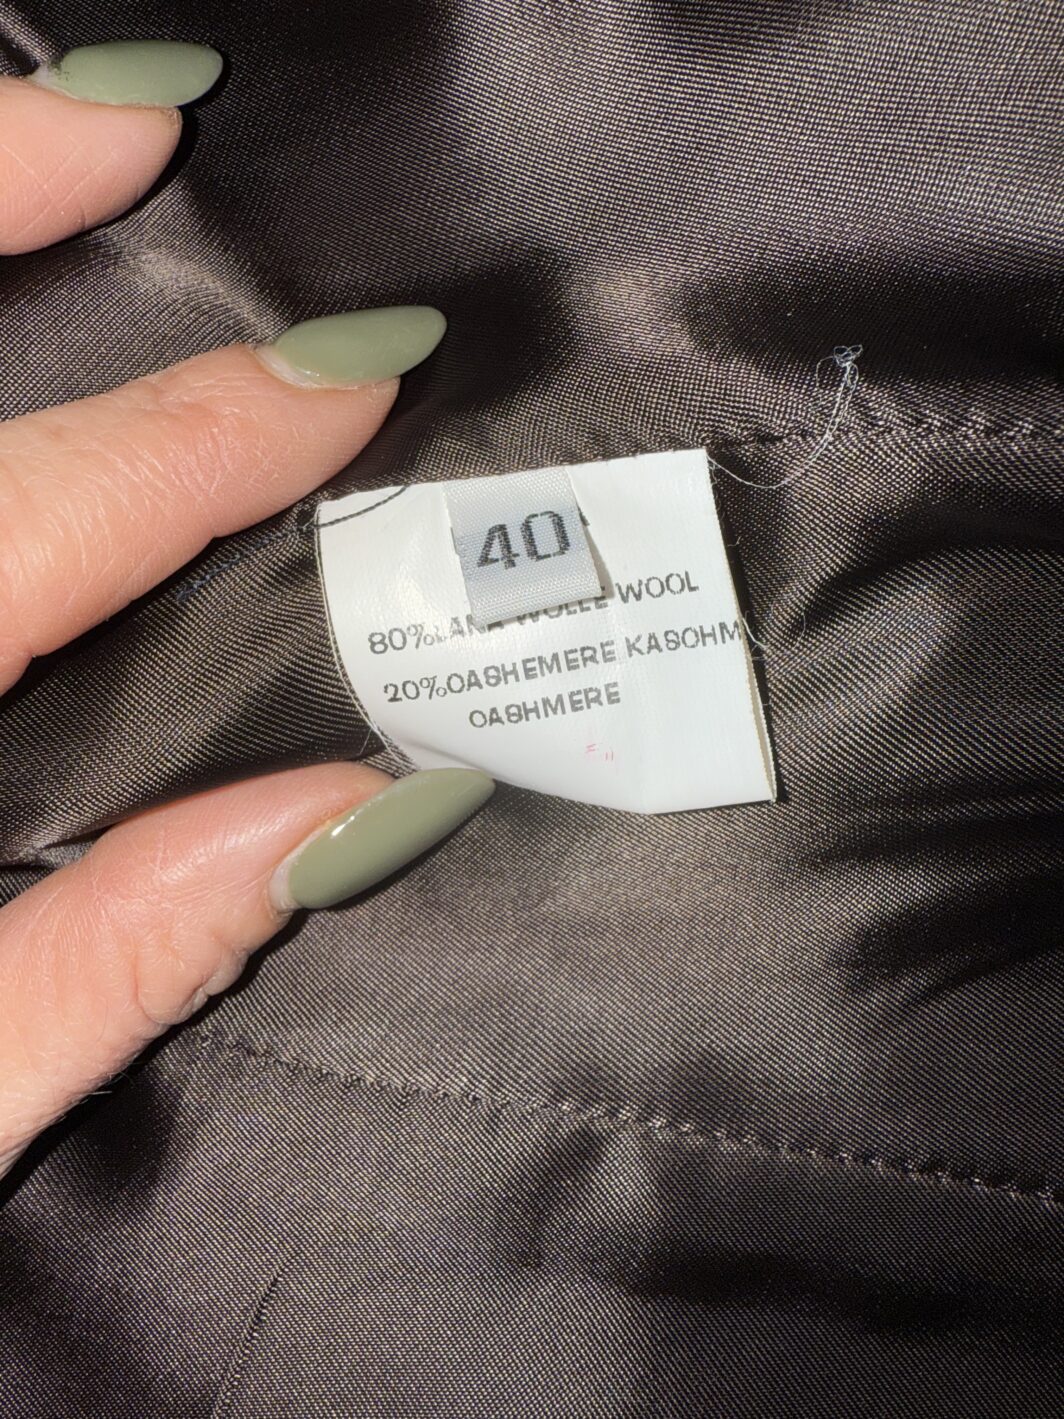 40
80%LANA WOLLE WOOL
20%OASHEMERE KASOHM
OASHMERE